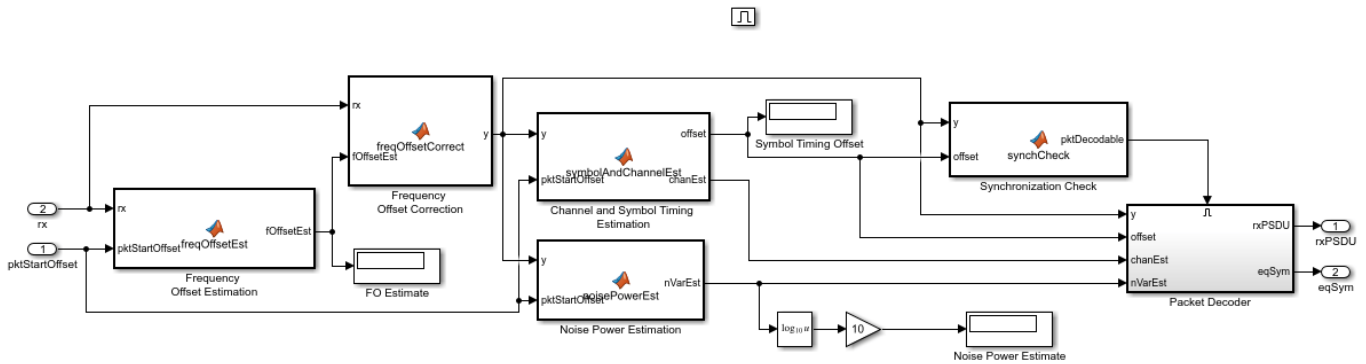 rx
fOffsetEst
freqOffsetCorrect
y
Frequency
Offset Correction
y
pktStartOffset
symbolAndChannelEst
offset
chanEst
Channel and Symbol Timing
Estimation
Symbol Timing Offset
y
offset
synchCheck
pktDecodable
Synchronization Check
2
rx
1
pktStartOffset
rx
pktStartOffset
freqOffsetEst
fOffsetEst
Frequency
Offset Estimation
FO Estimate
y
pktStartOffset
noisePowerEst
nVarEst
Noise Power Estimation
log10 u
10
Noise Power Estimate
y
offset
chanEst
nVarEst
rxPSDU
eqSym
Packet Decoder
1
rxPSDU
2
eqSym